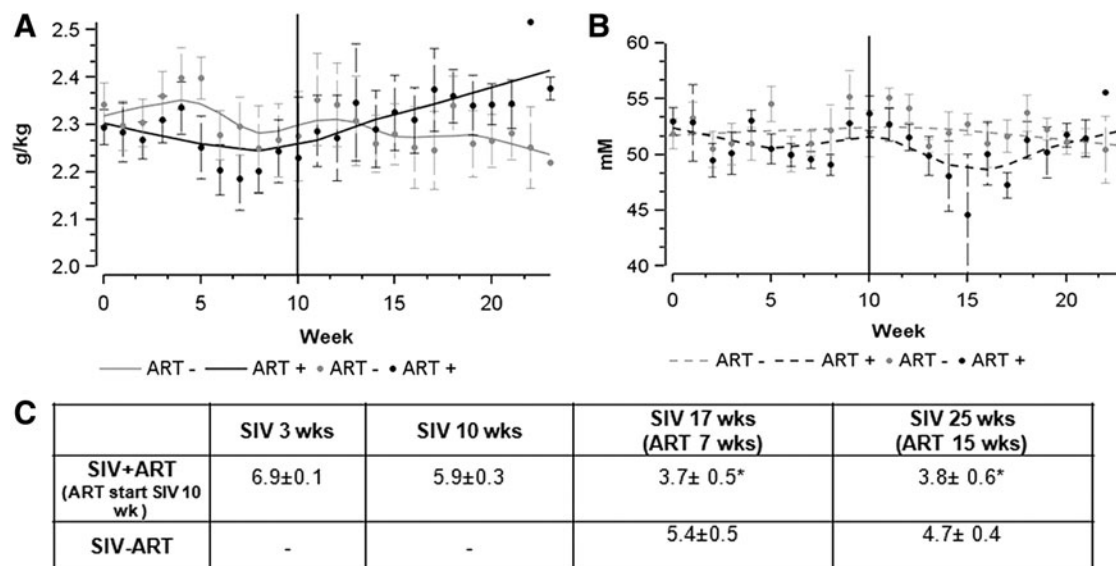 A
2.5
2.4
2.3
2.2
2.1
2.0
g/kg
0 5 10 15 20
Week
ART - ART + ART - ART +
B
60
55
50
45
40
mM
0 5 10 15 20
Week
ART - ART + ART - ART +
C
SIV 3 wks SIV 10 wks SIV 17 wks (ART 7 wks) SIV 25 wks (ART 15 wks)
SIV+ART (ART start SIV 10 wk) 6.9±0.1 5.9±0.3 3.7± 0.5* 3.8± 0.6*
SIV-ART - - 5.4±0.5 4.7± 0.4